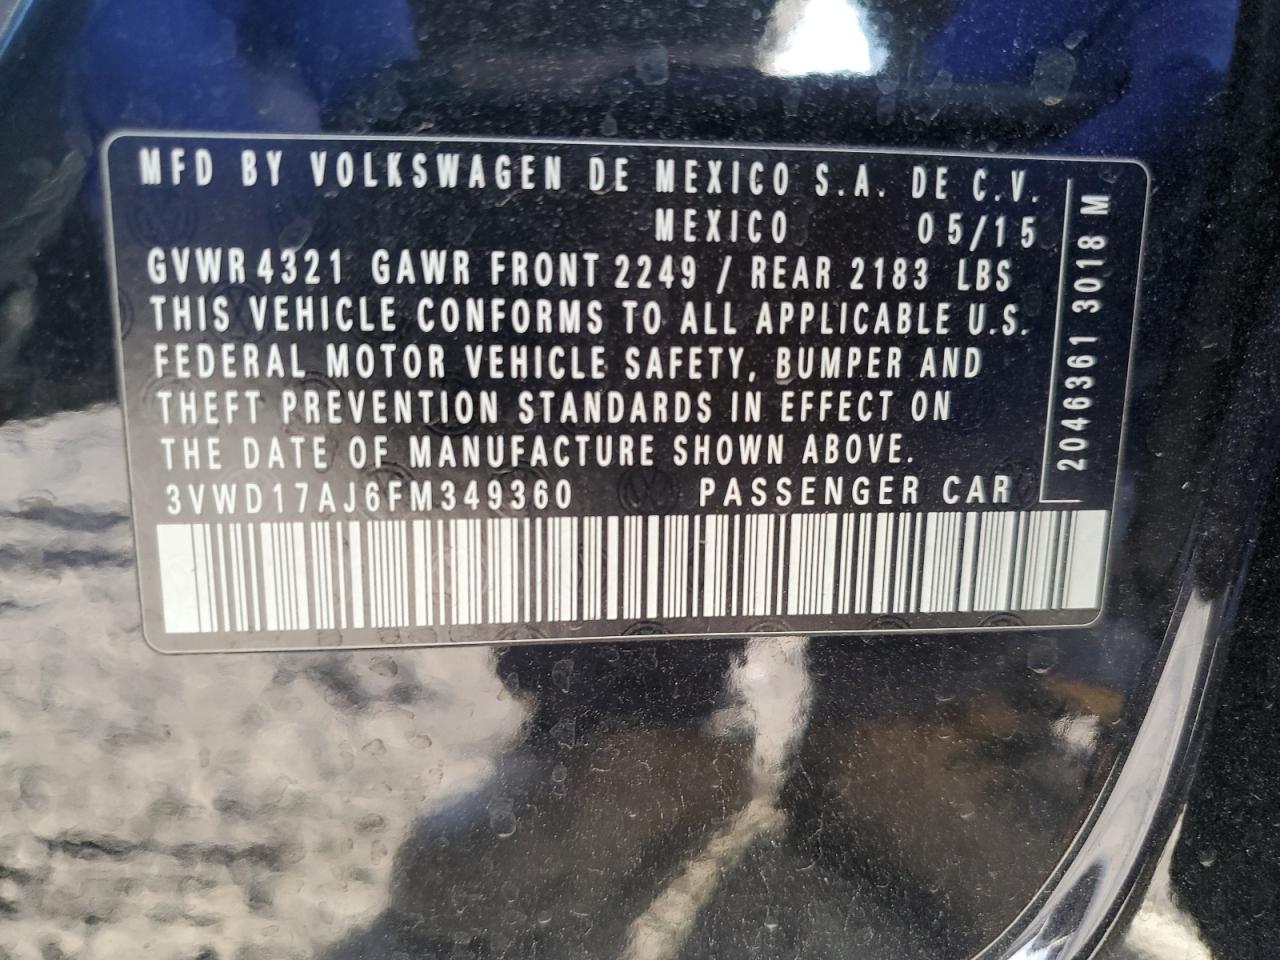 MFD BY VOLKSWAGEN DE MEXICO S.A. DE C.V.
MEXICO 05/15
GVWR 4321 GAWR FRONT 2249 / REAR 2183 LBS
THIS VEHICLE CONFORMS TO ALL APPLICABLE U.S.
FEDERAL MOTOR VEHICLE SAFETY, BUMPER AND
THEFT PREVENTION STANDARDS IN EFFECT ON
THE DATE OF MANUFACTURE SHOWN ABOVE.
3VWD17AJ6FM349360 PASSENGER CAR
2046361 3018 M